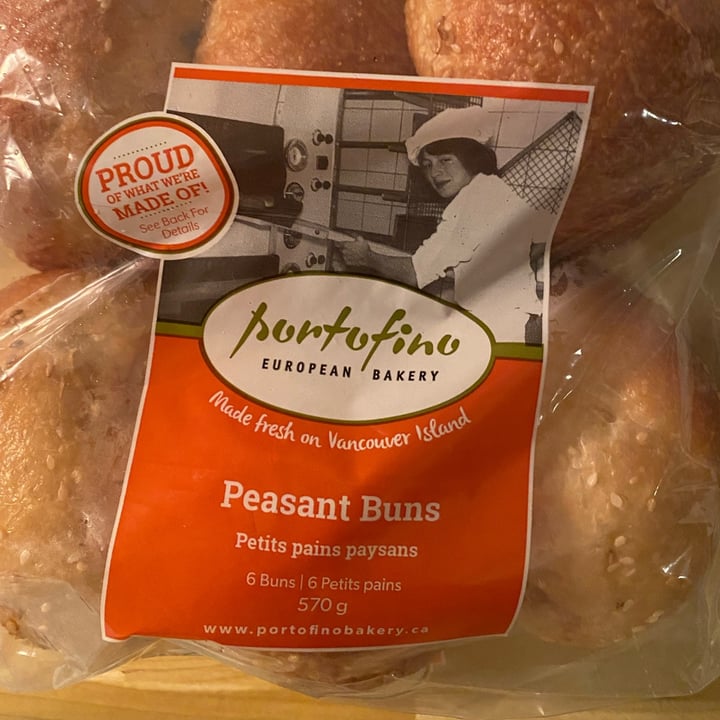 PROUD
OF WHAT WE'RE
MADE OF!
See Back For
Details
portofino
EUROPEAN BAKERY
Made fresh on Vancouver Island
Peasant Buns
Petits pains paysans
6 Buns | 6 Petits pains
570 g
www.portofinobakery.ca